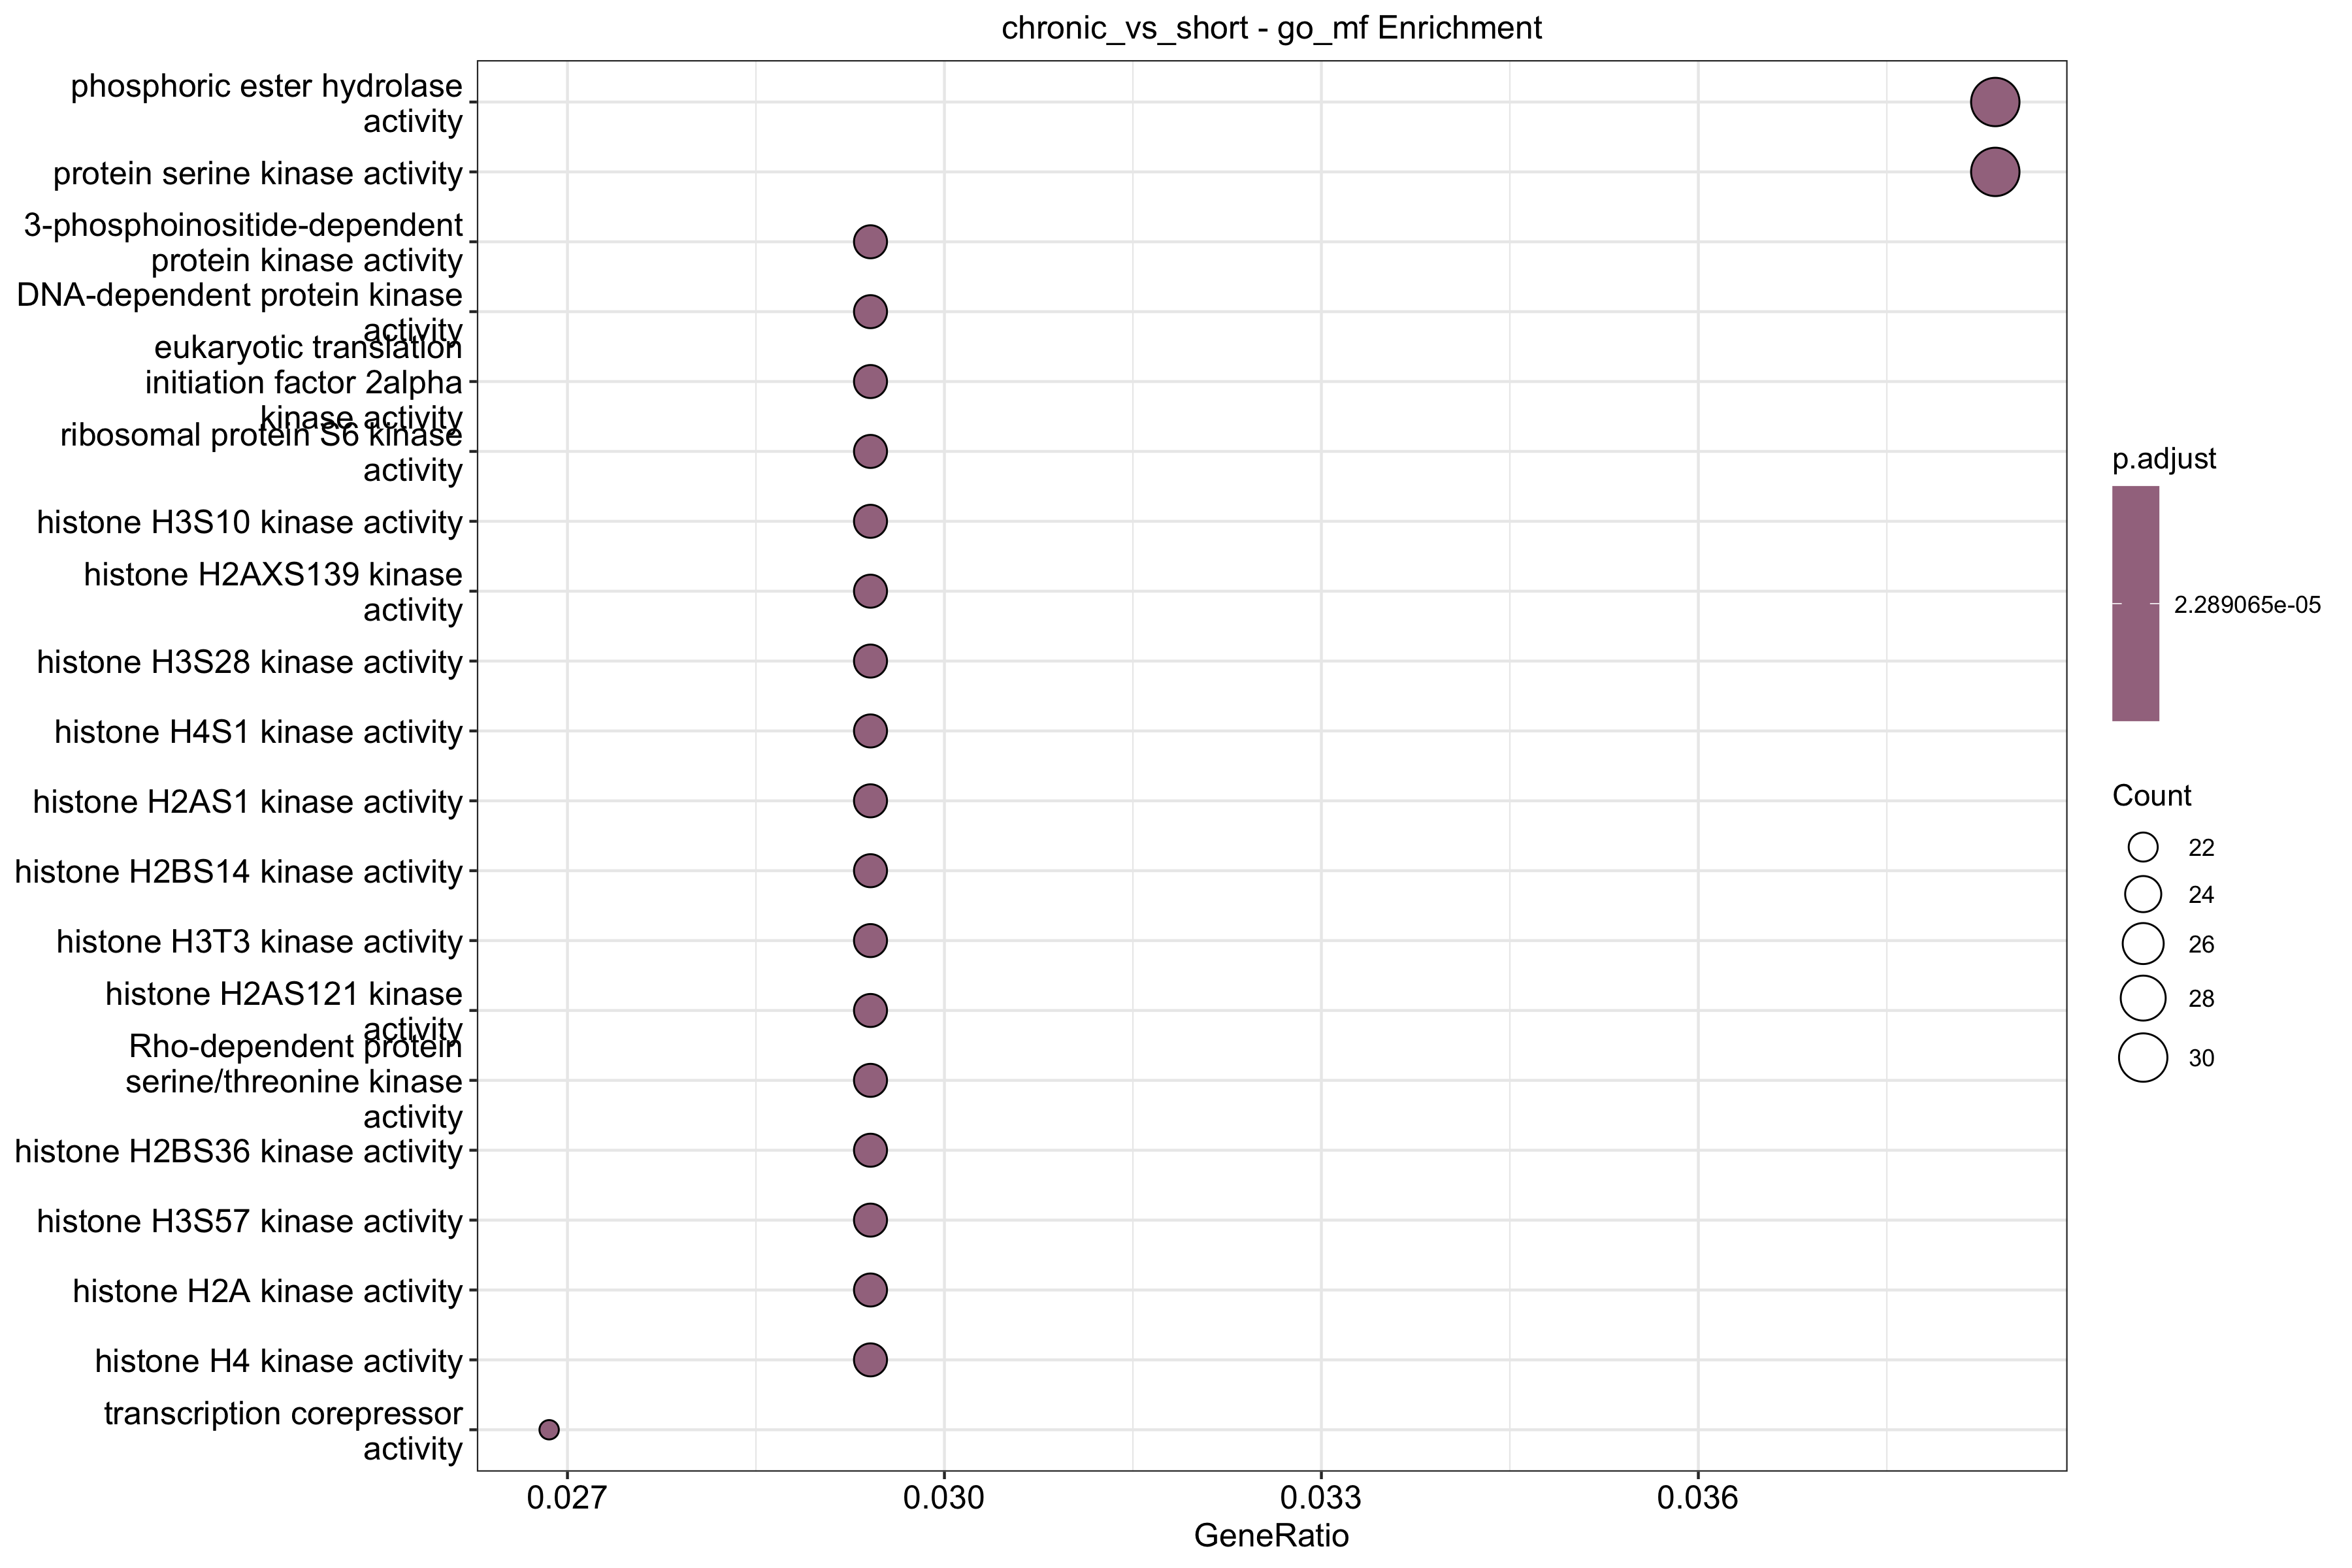 chronic_vs_short - go_mf Enrichment
phosphoric ester hydrolase
activity
protein serine kinase activity
3-phosphoinositide-dependent
protein kinase activity
DNA-dependent protein kinase
activity
eukaryotic translation
initiation factor 2alpha
kinase activity
ribosomal protein S6 kinase
activity
histone H3S10 kinase activity
histone H2AXS139 kinase
activity
histone H3S28 kinase activity
histone H4S1 kinase activity
histone H2AS1 kinase activity
histone H2BS14 kinase activity
histone H3T3 kinase activity
histone H2AS121 kinase
activity
Rho-dependent protein
serine/threonine kinase
activity
histone H2BS36 kinase activity
histone H3S57 kinase activity
histone H2A kinase activity
histone H4 kinase activity
transcription corepressor
activity
0.027
0.030
0.033
0.036
GeneRatio
p.adjust
2.289065e-05
Count
22
24
26
28
30